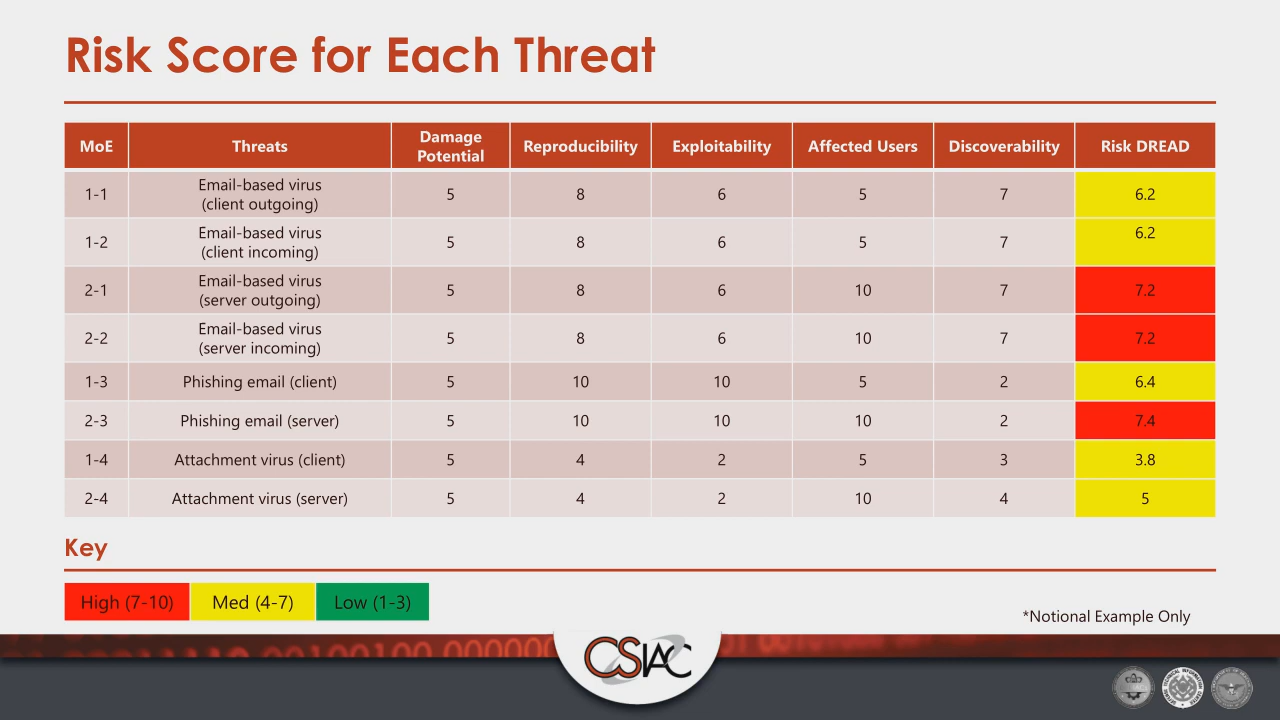 Risk Score for Each Threat
MoE Threats Damage Potential Reproducibility Exploitability Affected Users Discoverability Risk DREAD
1-1 Email-based virus (client outgoing) 5 8 6 5 7 6.2
1-2 Email-based virus (client incoming) 5 8 6 5 7 6.2
2-1 Email-based virus (server outgoing) 5 8 6 10 7 7.2
2-2 Email-based virus (server incoming) 5 8 6 10 7 7.2
1-3 Phishing email (client) 5 10 10 5 2 6.4
2-3 Phishing email (server) 5 10 10 10 2 7.4
1-4 Attachment virus (client) 5 4 2 5 3 3.8
2-4 Attachment virus (server) 5 4 2 10 4 5
Key
High (7-10) Med (4-7) Low (1-3)
*Notional Example Only
CSIAC